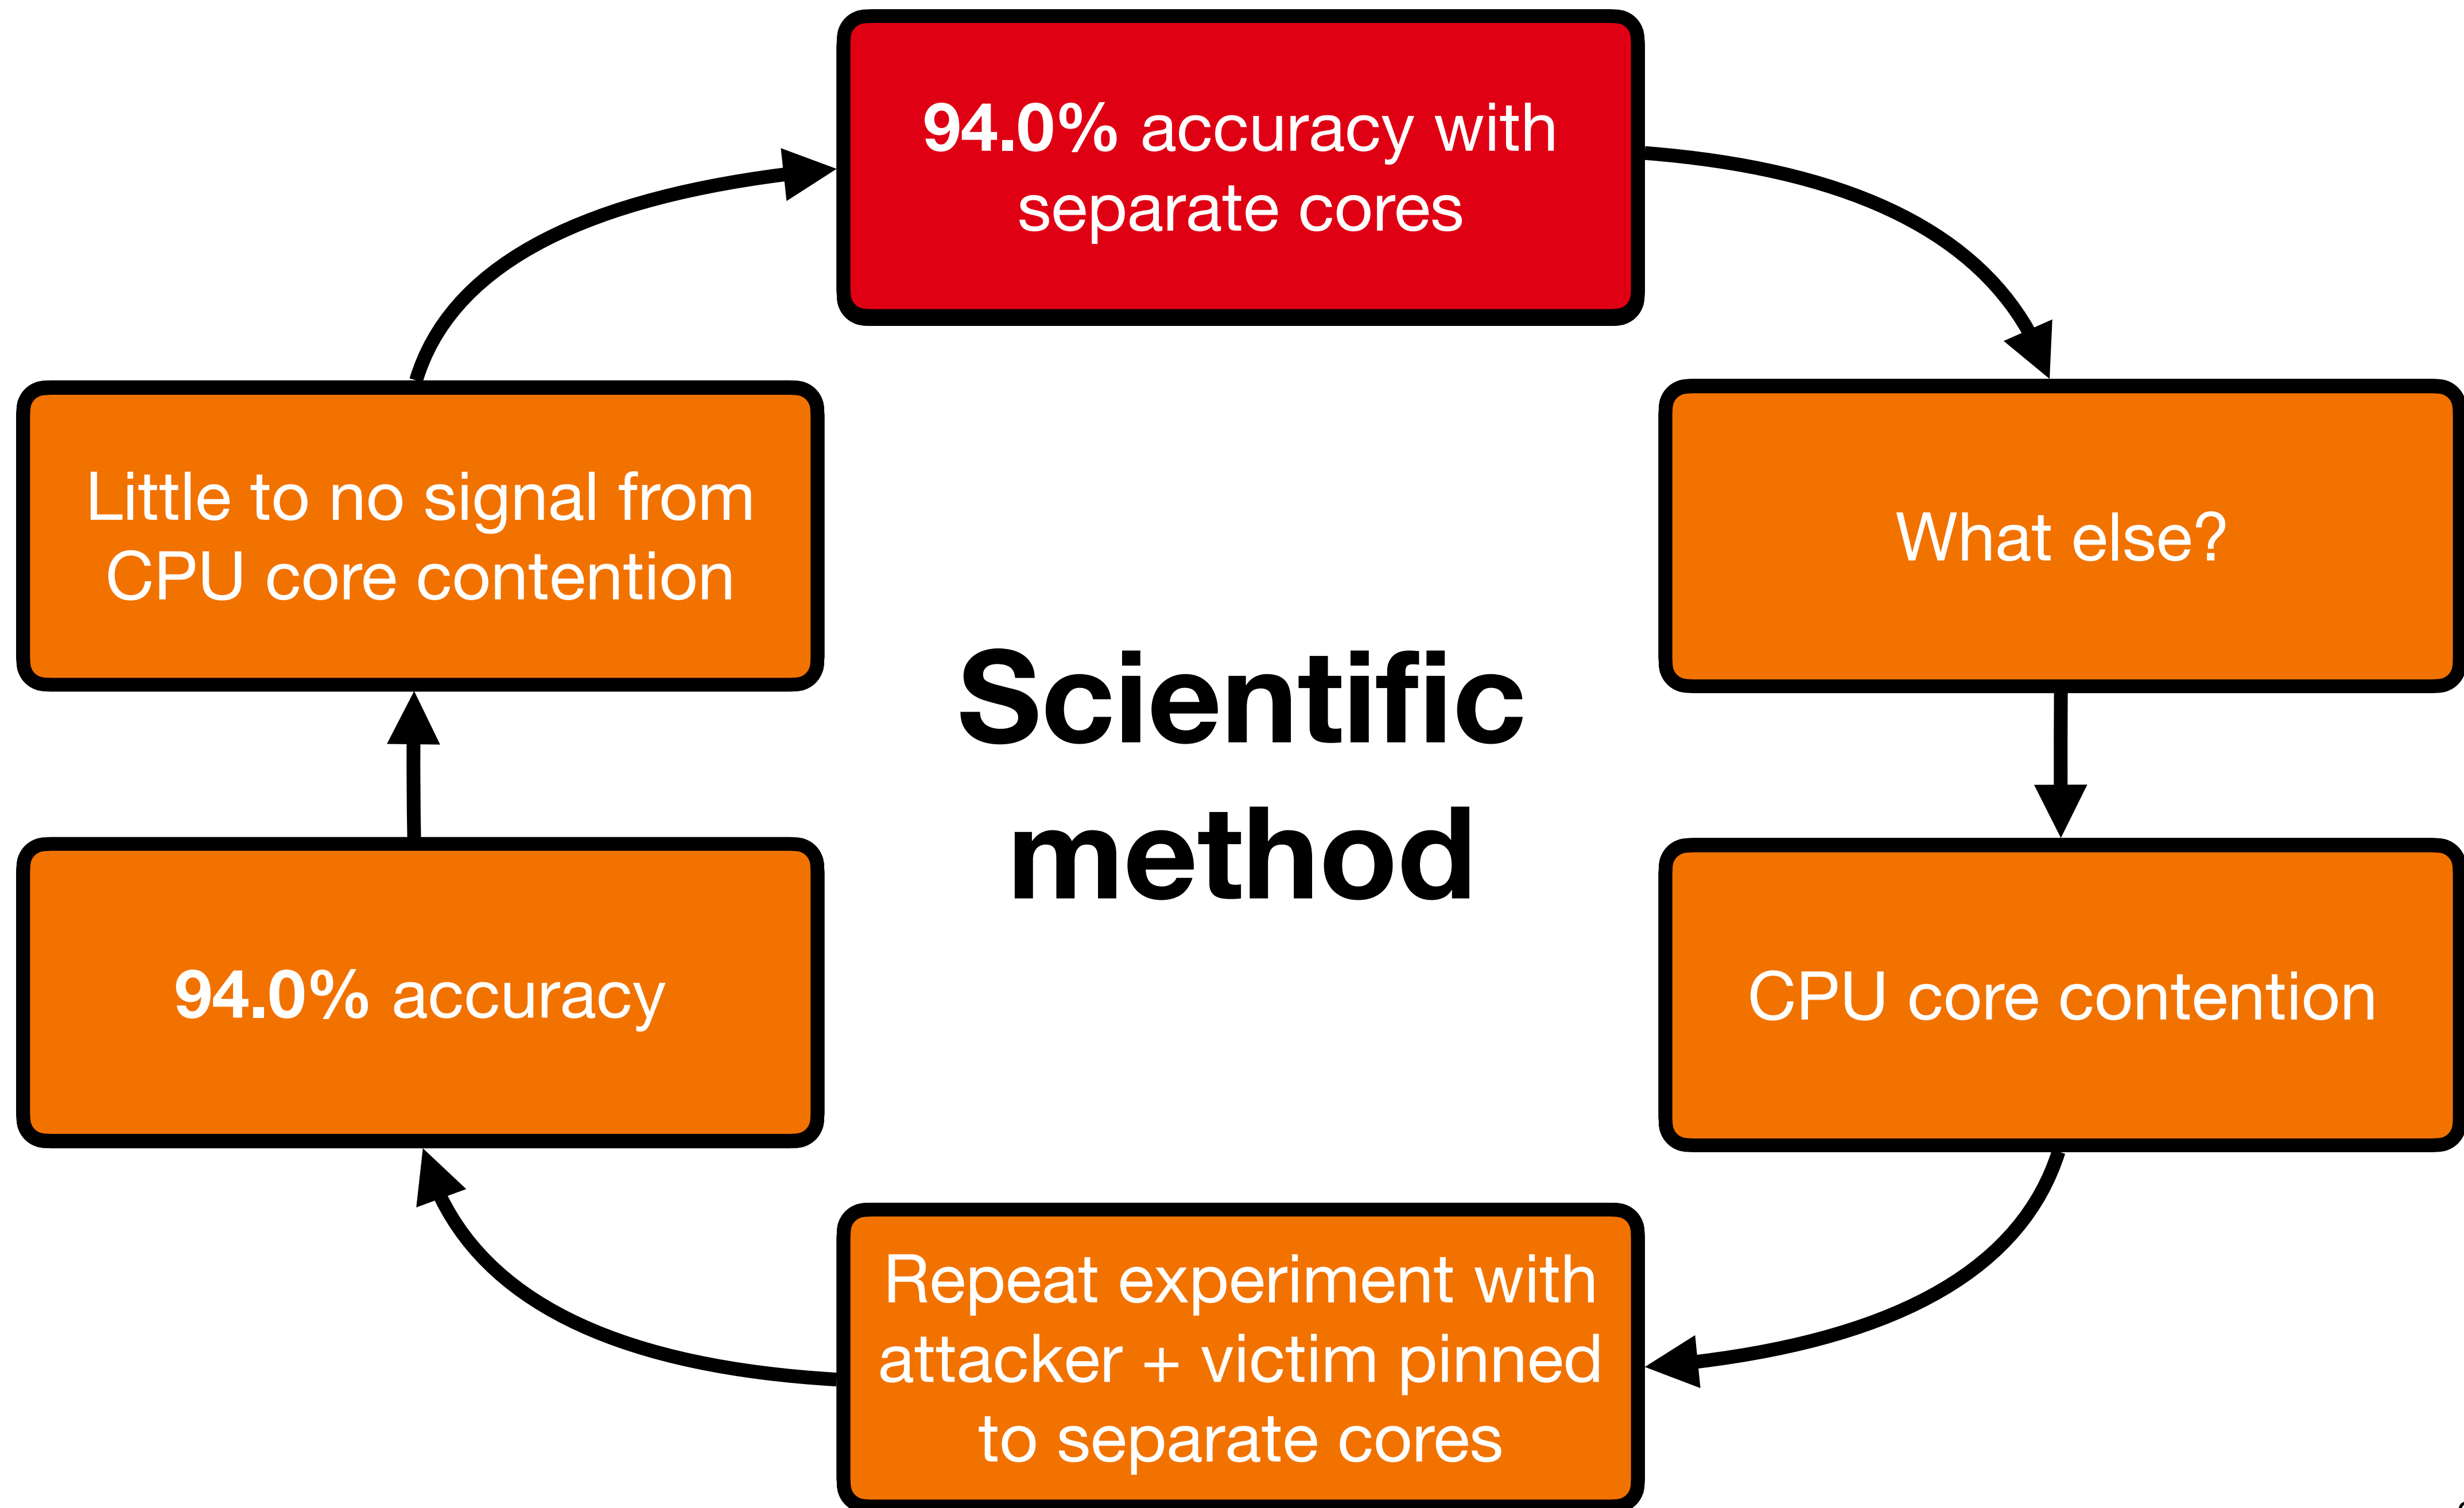 94.0% accuracy with
separate cores
What else?
CPU core contention
Repeat experiment with
attacker + victim pinned
to separate cores
94.0% accuracy
Little to no signal from
CPU core contention
Scientific
method